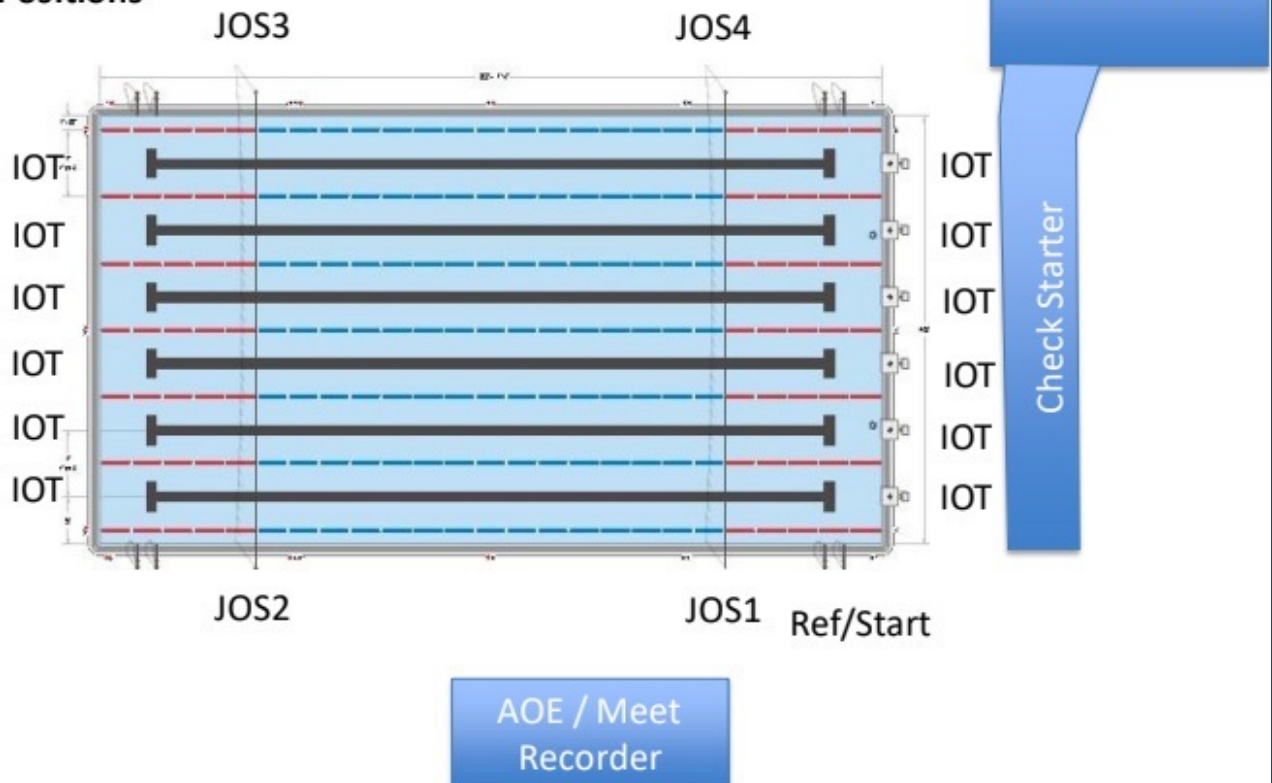 JOS3 JOS4
IOT IOT
IOT IOT
IOT IOT
IOT IOT
IOT IOT
IOT IOT
Check Starter
JOS2 JOS1 Ref/Start
AOE / Meet
Recorder